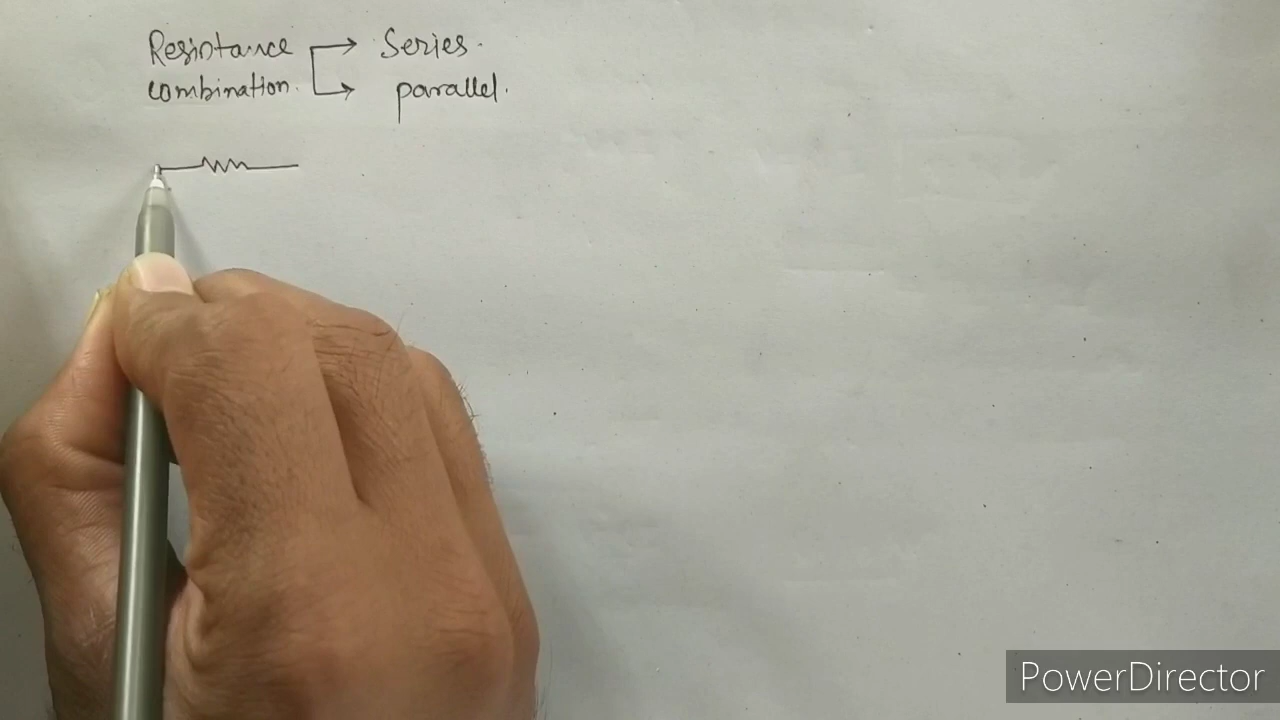 Resistance → Series.
combination. → parallel.
PowerDirector